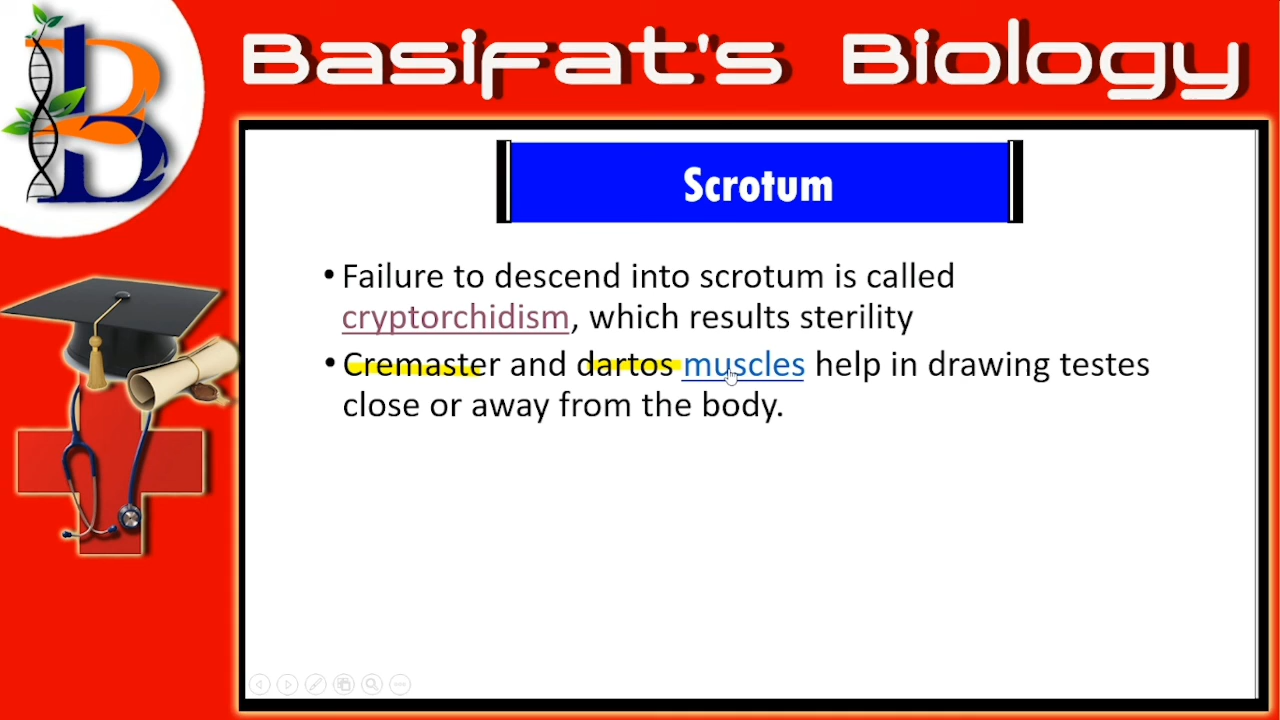 Basifat's Biology
Scrotum
• Failure to descend into scrotum is called
cryptorchidism, which results sterility
• Cremaster and dartos muscles help in drawing testes
close or away from the body.